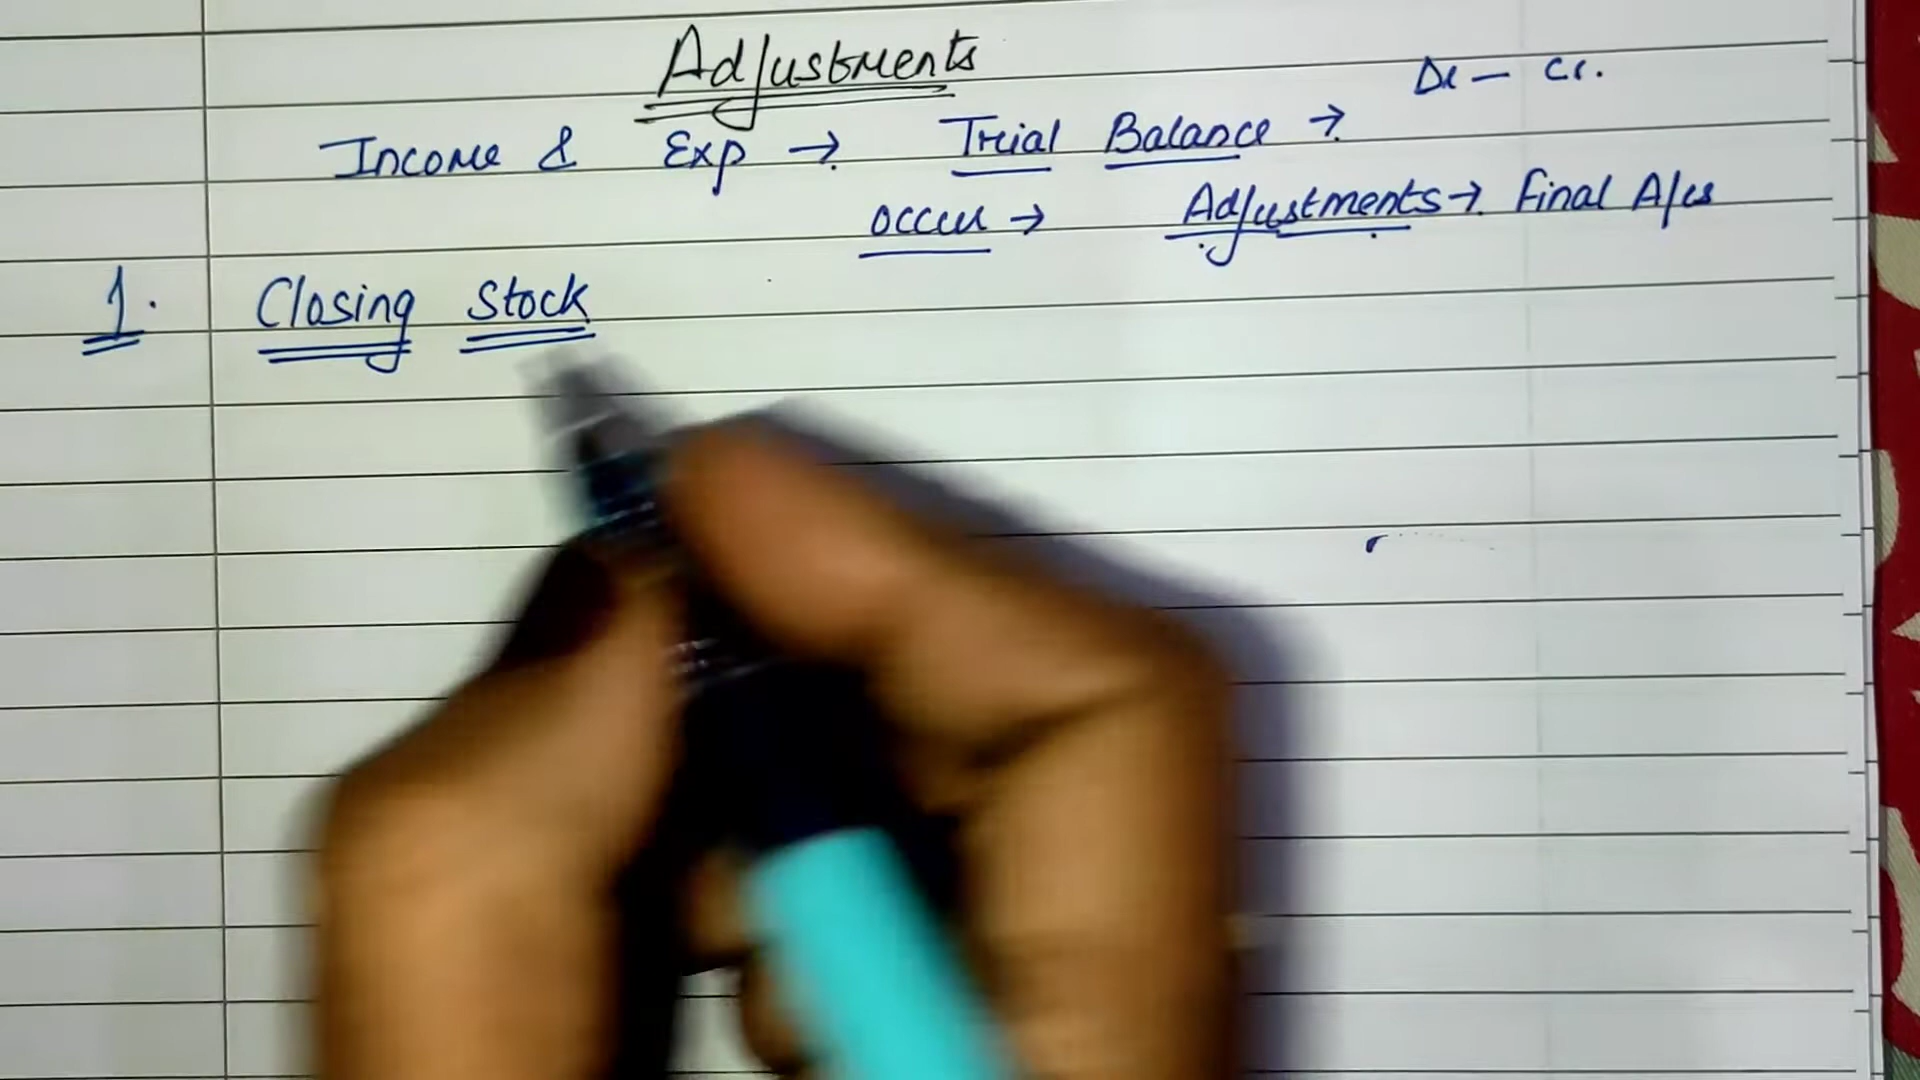 Adjustments
Dr – Cr.
Income & Exp → Trial Balance →
occur → Adjustments → Final A/cs
1. Closing Stock